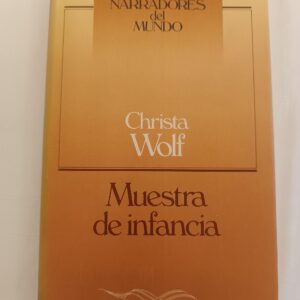 NARRADORES
del
MUNDO
Christa
Wolf
Muestra
de infancia